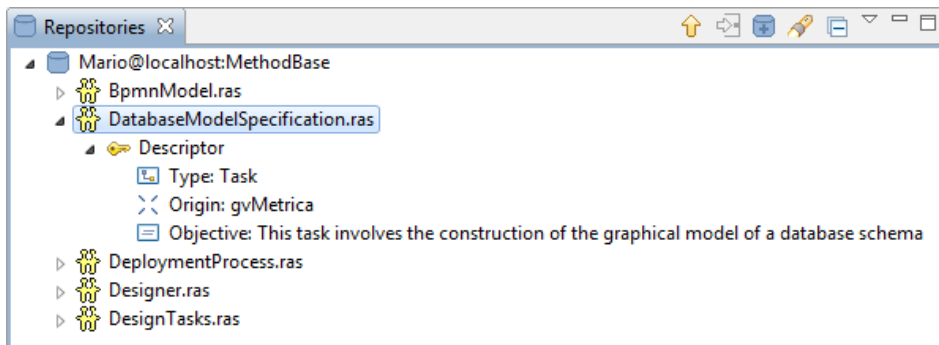 Repositories
Mario@localhost:MethodBase
BpmnModel.ras
DatabaseModelSpecification.ras
Descriptor
Type: Task
Origin: gvMetrica
Objective: This task involves the construction of the graphical model of a database schema
DeploymentProcess.ras
Designer.ras
DesignTasks.ras